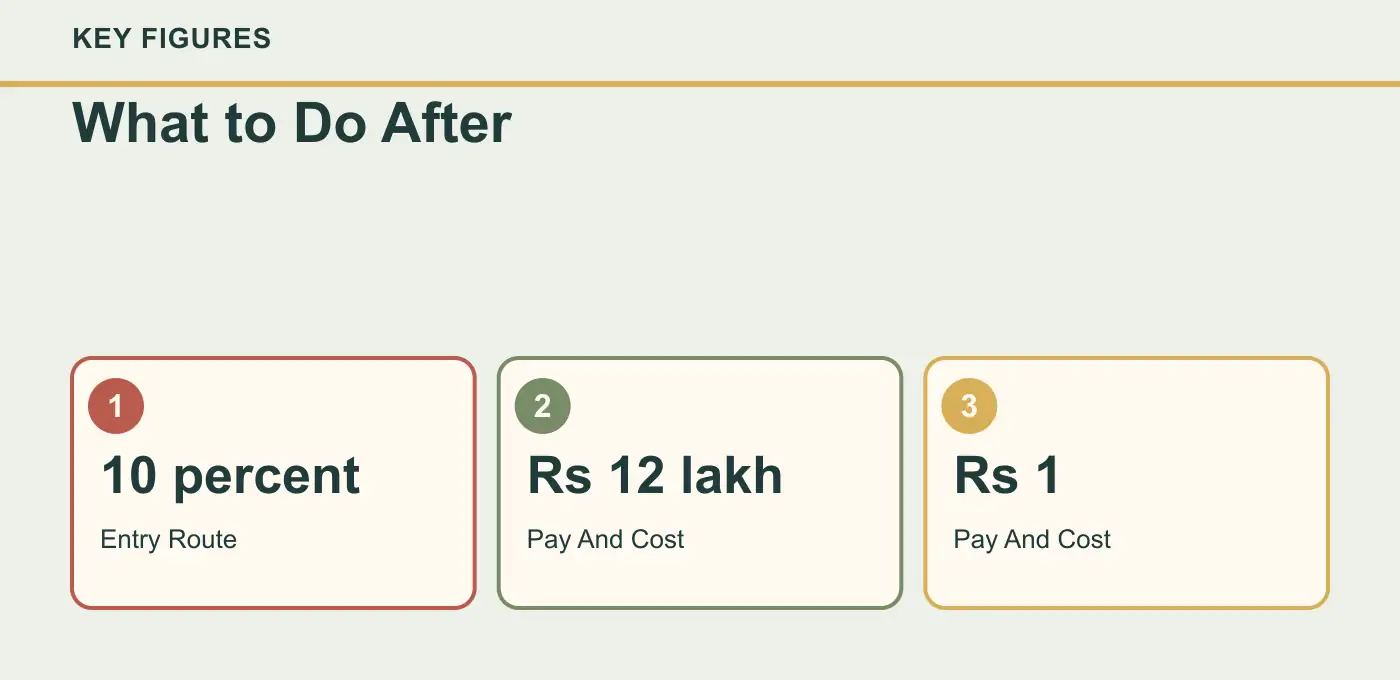 KEY FIGURES
What to Do After
1
10 percent
Entry Route
2
Rs 12 lakh
Pay And Cost
3
Rs 1
Pay And Cost